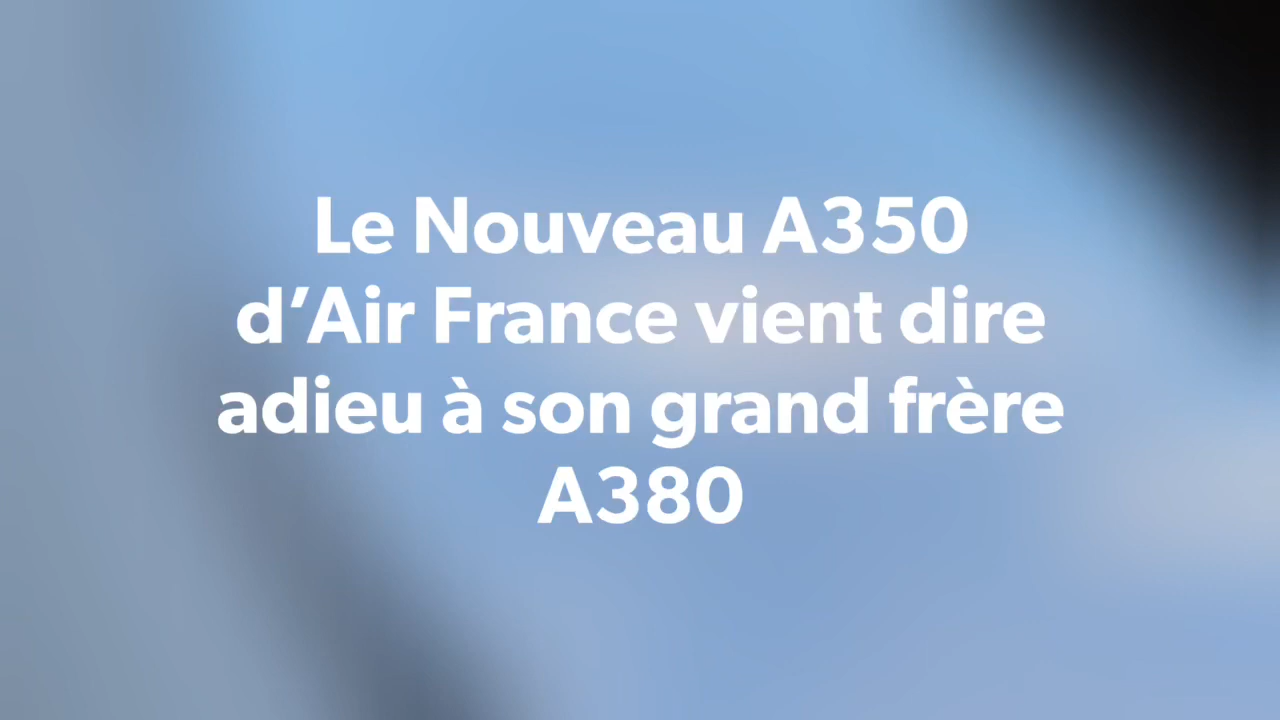 Le Nouveau A350
d’Air France vient dire
adieu à son grand frère
A380